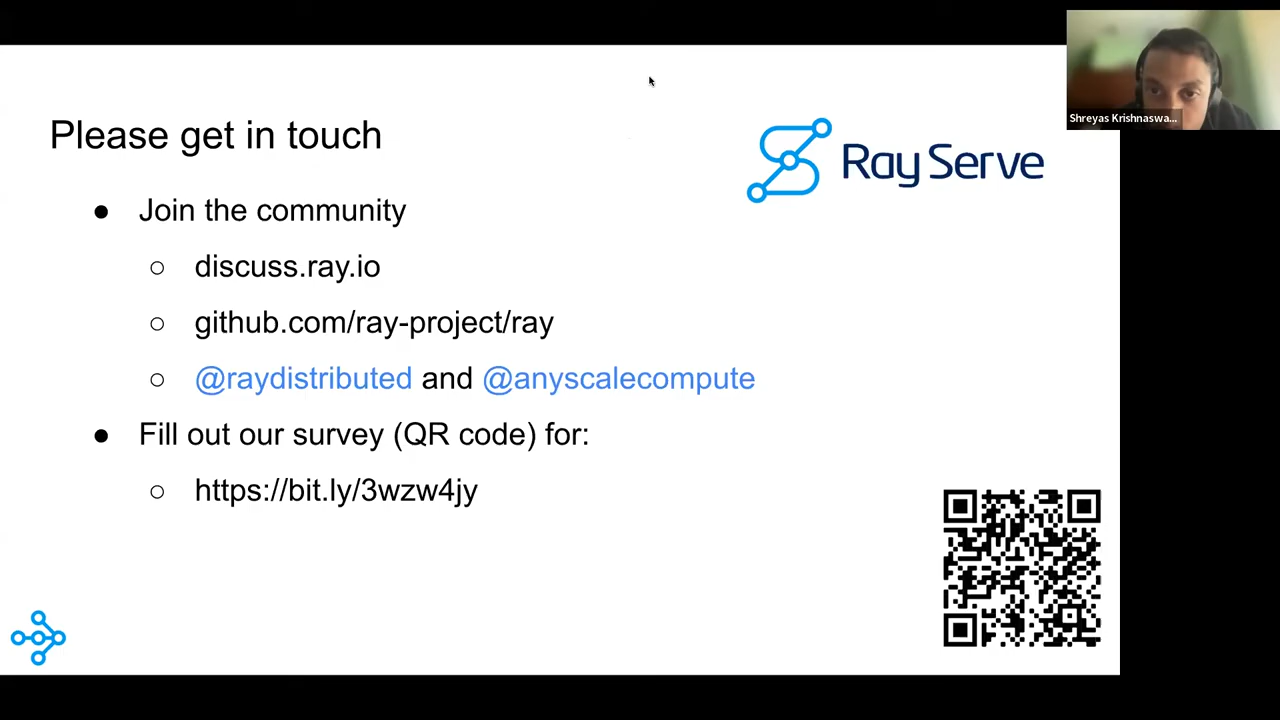 Shreyas Krishnaswa...
Please get in touch
Ray Serve
● Join the community
○ discuss.ray.io
○ github.com/ray-project/ray
○ @raydistributed and @anyscalecompute
● Fill out our survey (QR code) for:
○ https://bit.ly/3wzw4jy